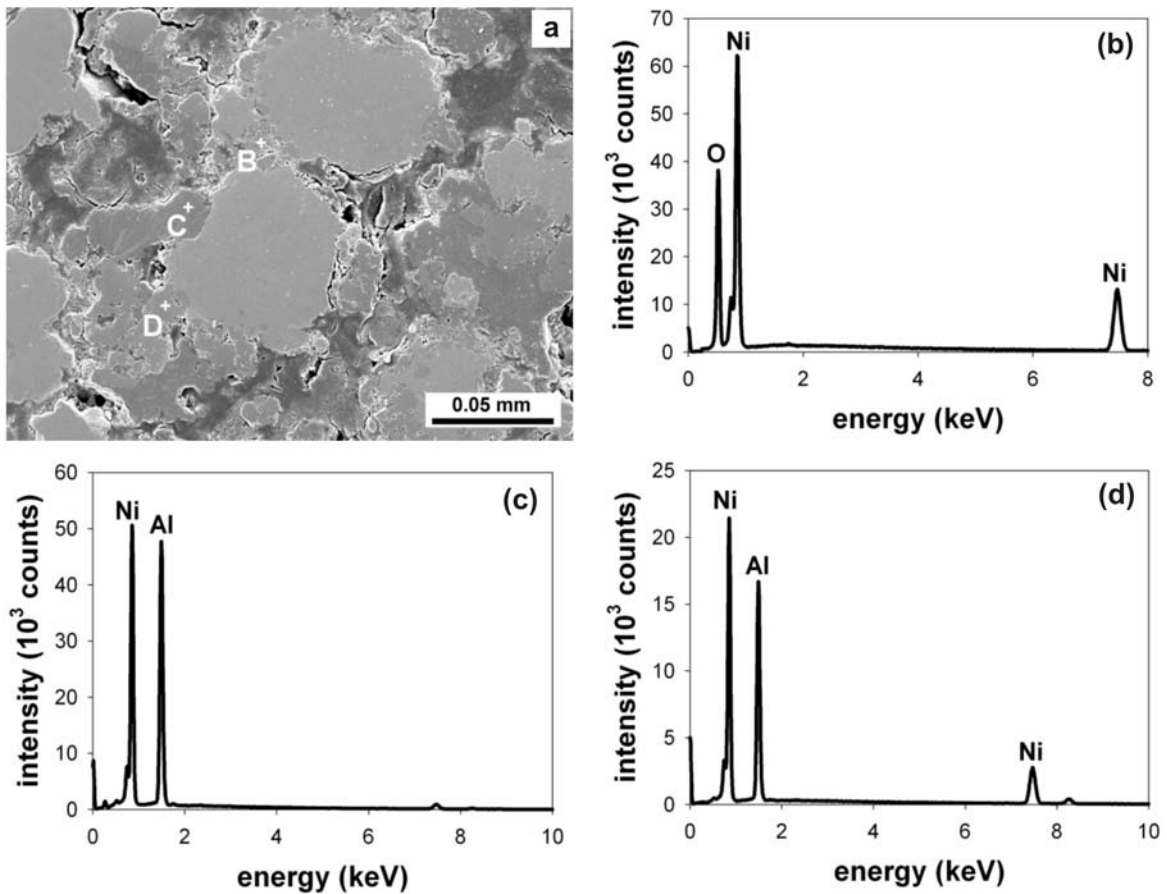 a
B
C
D
0.05 mm
(b)
intensity (10³ counts)
70
60
50
40
30
20
10
0
O
Ni
Ni
0
2
4
6
8
energy (keV)
(c)
intensity (10³ counts)
60
50
40
30
20
10
0
Ni
Al
0
2
4
6
8
10
energy (keV)
(d)
intensity (10³ counts)
25
20
15
10
5
0
Ni
Al
Ni
0
2
4
6
8
10
energy (keV)